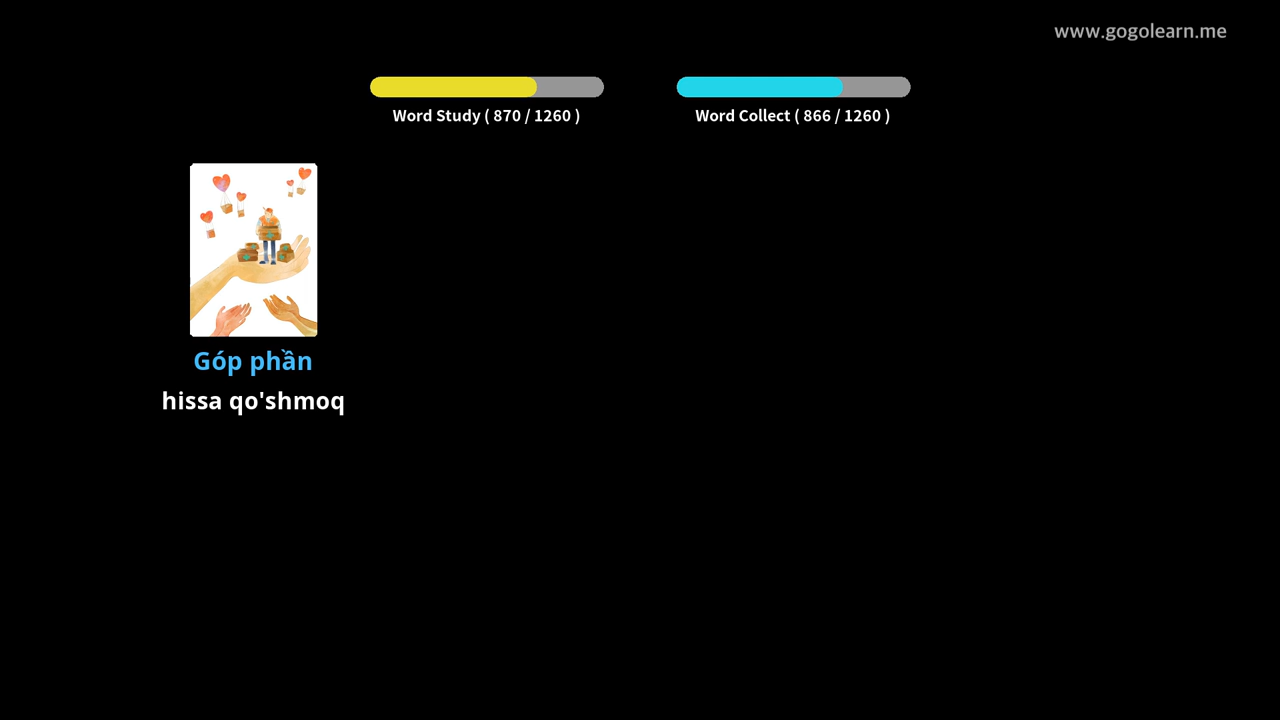 www.gogolearn.me
Word Study ( 870 / 1260 )
Word Collect ( 866 / 1260 )
Góp phần
hissa qo'shmoq